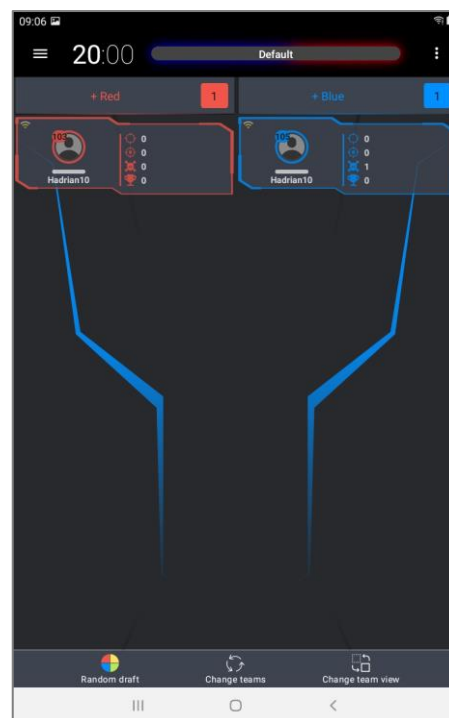 09:06
20:00 Default
+ Red 1 + Blue 1
103 0 105 0
0 0
0 1
Hadrian10 0 Hadrian10 0
Random draft Change teams Change team view